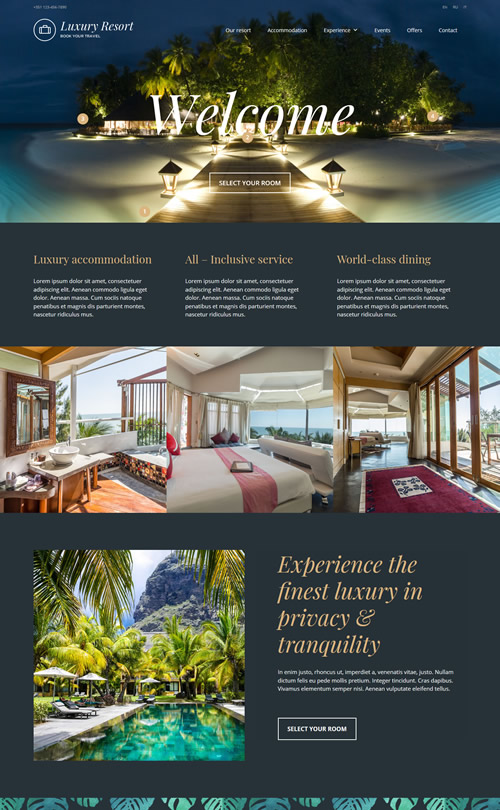 +351 123-456-7890
EN RU IT
Luxury Resort
BOOK YOUR TRAVEL
Our resort Accommodation Experience Events Offers Contact
Welcome
SELECT YOUR ROOM
Luxury accommodation
Lorem ipsum dolor sit amet, consectetuer
adipiscing elit. Aenean commodo ligula eget
dolor. Aenean massa. Cum sociis natoque
penatibus et magnis dis parturient montes,
nascetur ridiculus mus.
All – Inclusive service
Lorem ipsum dolor sit amet, consectetuer
adipiscing elit. Aenean commodo ligula eget
dolor. Aenean massa. Cum sociis natoque
penatibus et magnis dis parturient montes,
nascetur ridiculus mus.
World-class dining
Lorem ipsum dolor sit amet, consectetuer
adipiscing elit. Aenean commodo ligula eget
dolor. Aenean massa. Cum sociis natoque
penatibus et magnis dis parturient montes,
nascetur ridiculus mus.
Experience the
finest luxury in
privacy &
tranquility
In enim justo, rhoncus ut, imperdiet a, venenatis vitae, justo. Nullam
dictum felis eu pede mollis pretium. Integer tincidunt. Cras dapibus.
Vivamus elementum semper nisi. Aenean vulputate eleifend tellus.
SELECT YOUR ROOM